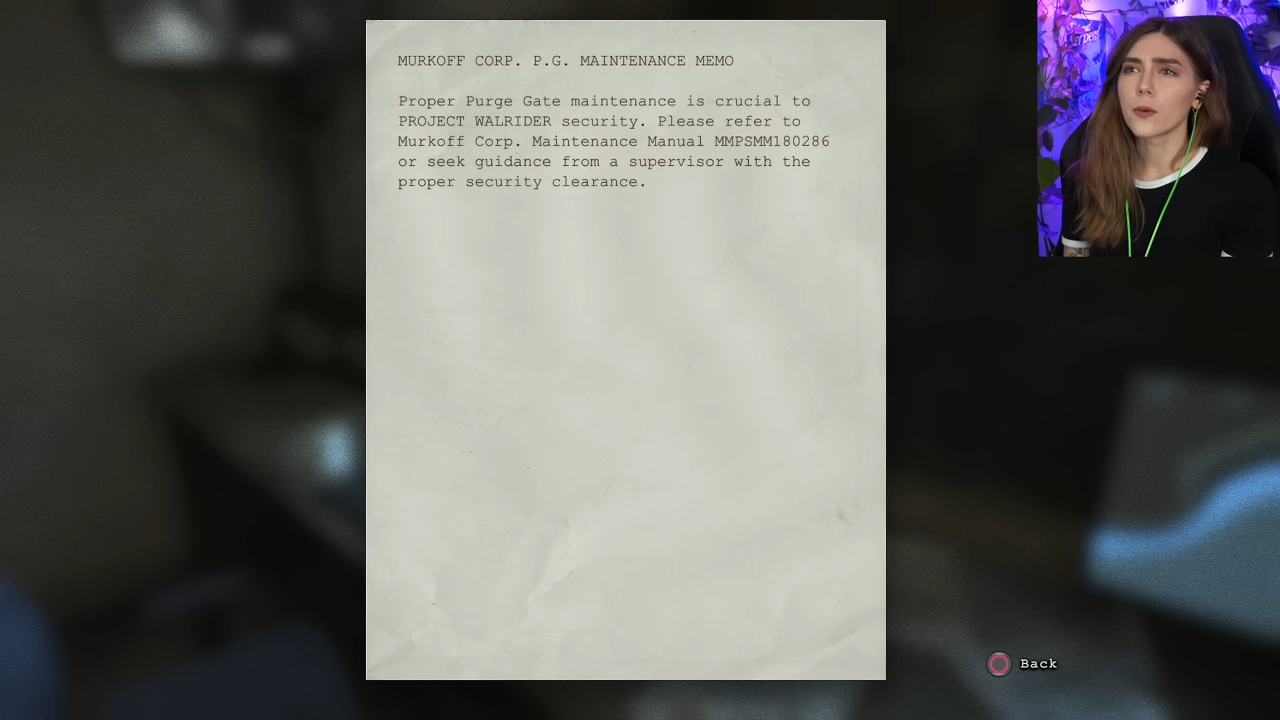 MURKOFF CORP. P.G. MAINTENANCE MEMO
Proper Purge Gate maintenance is crucial to
PROJECT WALRIDER security. Please refer to
Murkoff Corp. Maintenance Manual MMPSMM180286
or seek guidance from a supervisor with the
proper security clearance.
Back